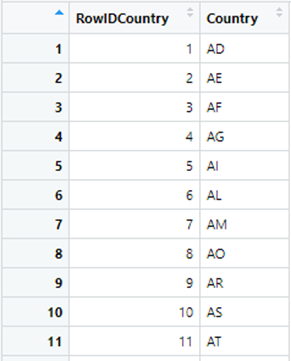 RowIDCountry Country
1 1 AD
2 2 AE
3 3 AF
4 4 AG
5 5 AI
6 6 AL
7 7 AM
8 8 AO
9 9 AR
10 10 AS
11 11 AT